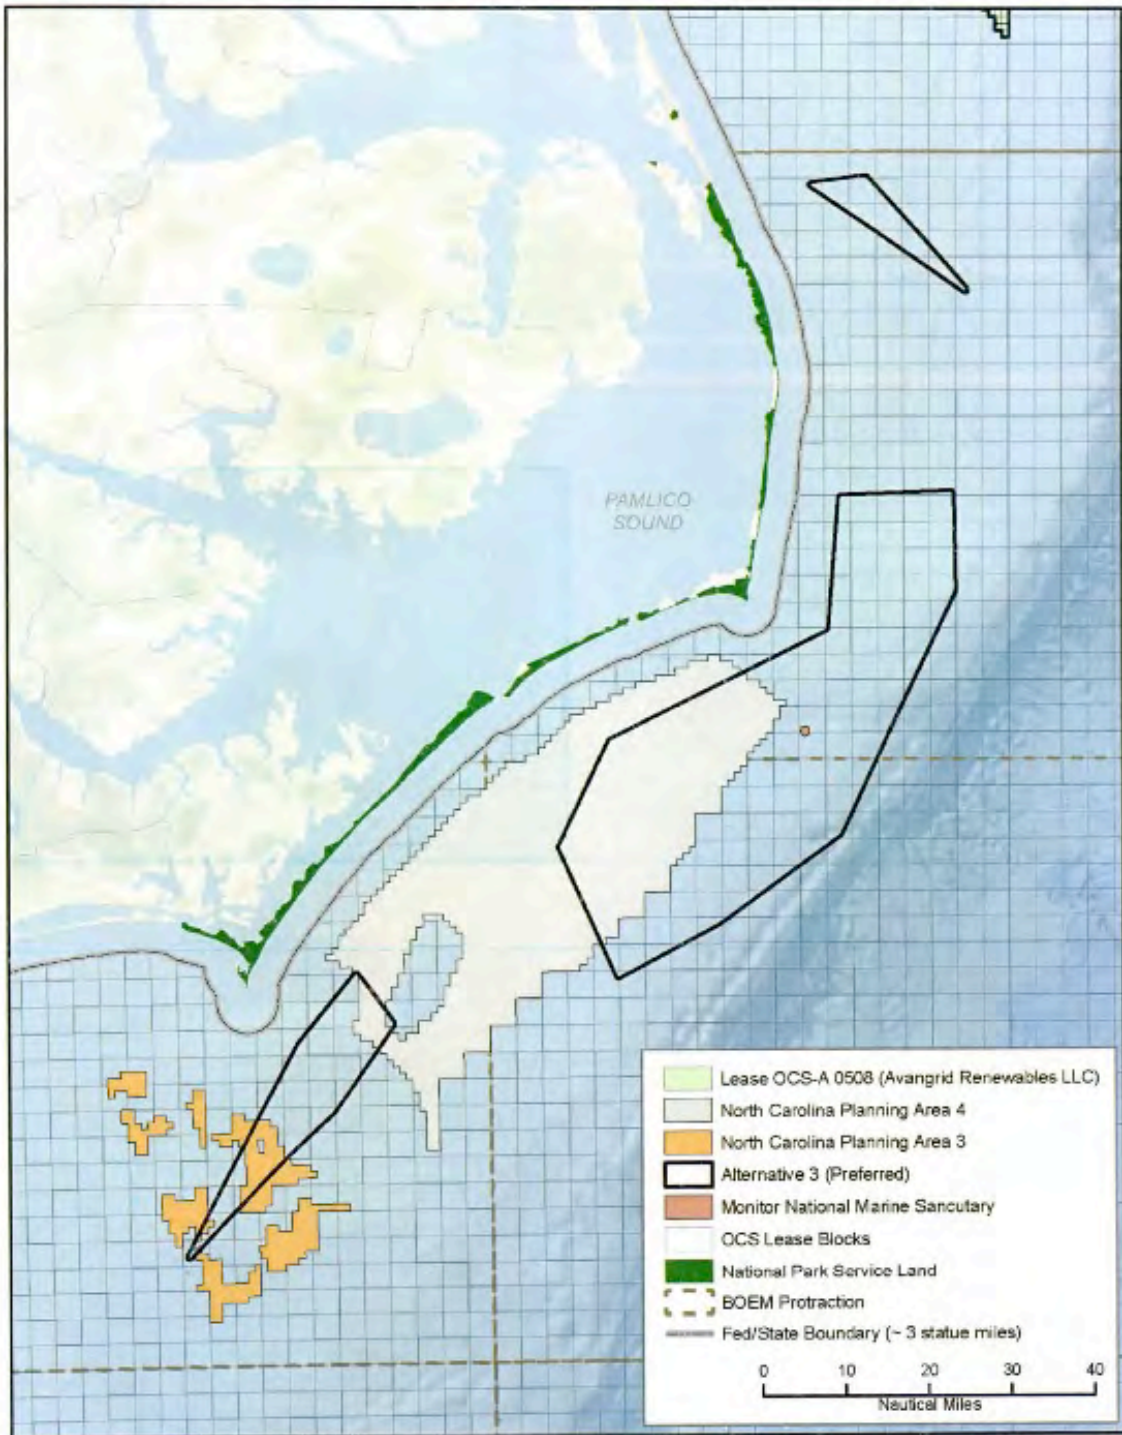 PAMLICO
SOUND
Lease OCS-A 0508 (Avangrid Renewables LLC)
North Carolina Planning Area 4
North Carolina Planning Area 3
Alternative 3 (Preferred)
Monitor National Marine Sancutary
OCS Lease Blocks
National Park Service Land
BOEM Protraction
Fed/State Boundary (~ 3 statue miles)
0 10 20 30 40
Nautical Miles